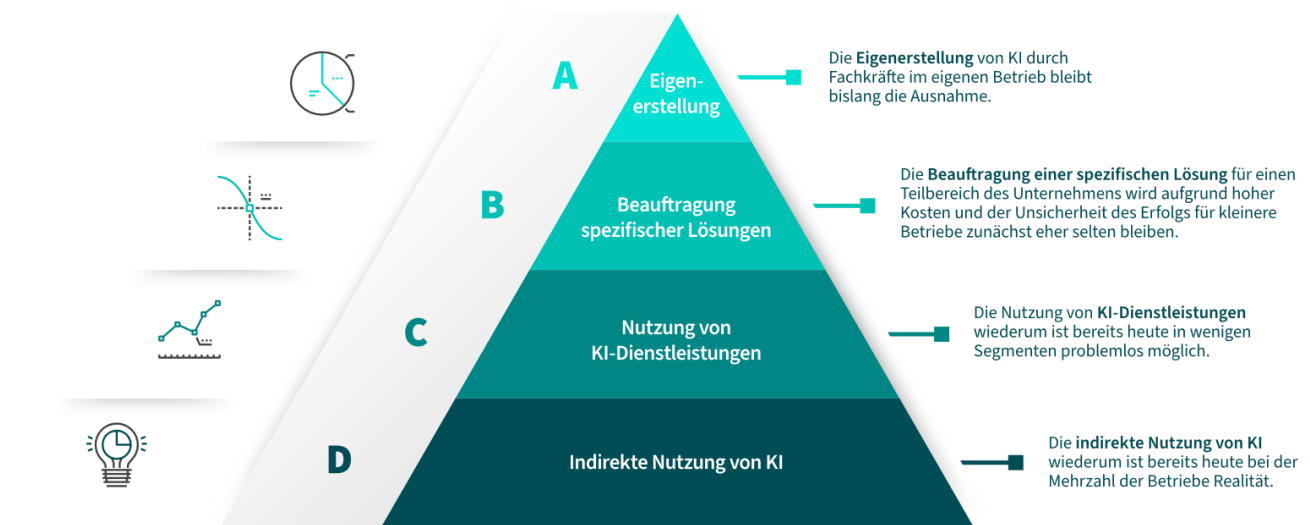 A
Eigen-
erstellung
Die Eigenerstellung von KI durch
Fachkräfte im eigenen Betrieb bleibt
bislang die Ausnahme.
B
Beauftragung
spezifischer Lösungen
Die Beauftragung einer spezifischen Lösung für einen
Teilbereich des Unternehmens wird aufgrund hoher
Kosten und der Unsicherheit des Erfolgs für kleinere
Betriebe zunächst eher selten bleiben.
C
Nutzung von
KI-Dienstleistungen
Die Nutzung von KI-Dienstleistungen
wiederum ist bereits heute in wenigen
Segmenten problemlos möglich.
D
Indirekte Nutzung von KI
Die indirekte Nutzung von KI
wiederum ist bereits heute bei der
Mehrzahl der Betriebe Realität.